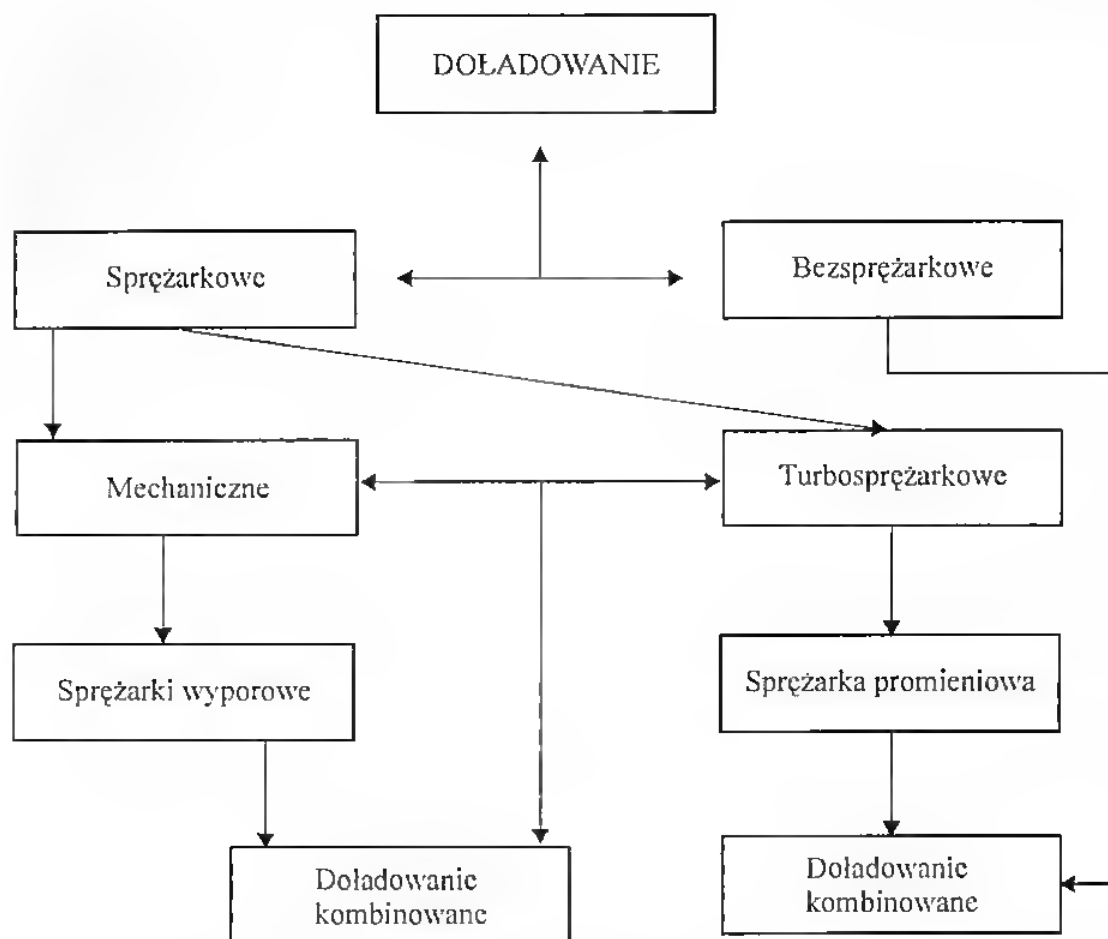 DOŁADOWANIE
Sprężarkowe
Bezsprężarkowe
Mechaniczne
Turbosprężarkowe
Sprężarki wyporowe
Sprężarka promieniowa
Doładowanie
kombinowane
Doładowanie
kombinowane